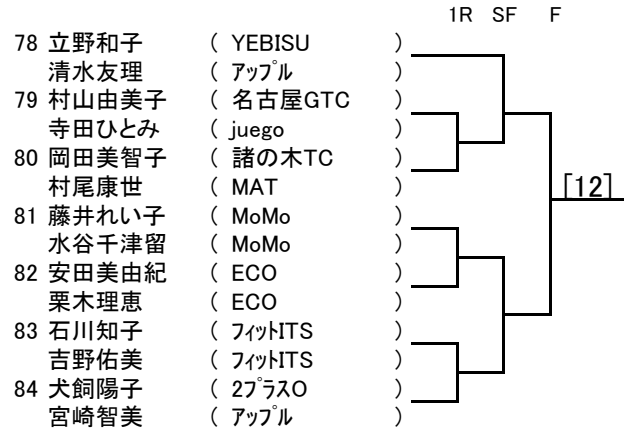 1R SF F
78 立野和子 ( YEBISU )
清水友理 ( ｱｯﾌﾟﾙ )
79 村山由美子 ( 名古屋GTC )
寺田ひとみ ( juego )
80 岡田美智子 ( 諸の木TC )
村尾康世 ( MAT )
[12]
81 藤井れい子 ( MoMo )
水谷千津留 ( MoMo )
82 安田美由紀 ( ECO )
栗木理恵 ( ECO )
83 石川知子 ( ﾌｨｯﾄITS )
吉野佑美 ( ﾌｨｯﾄITS )
84 犬飼陽子 ( 2ﾌﾟﾗｽO )
宮崎智美 ( ｱｯﾌﾟﾙ )